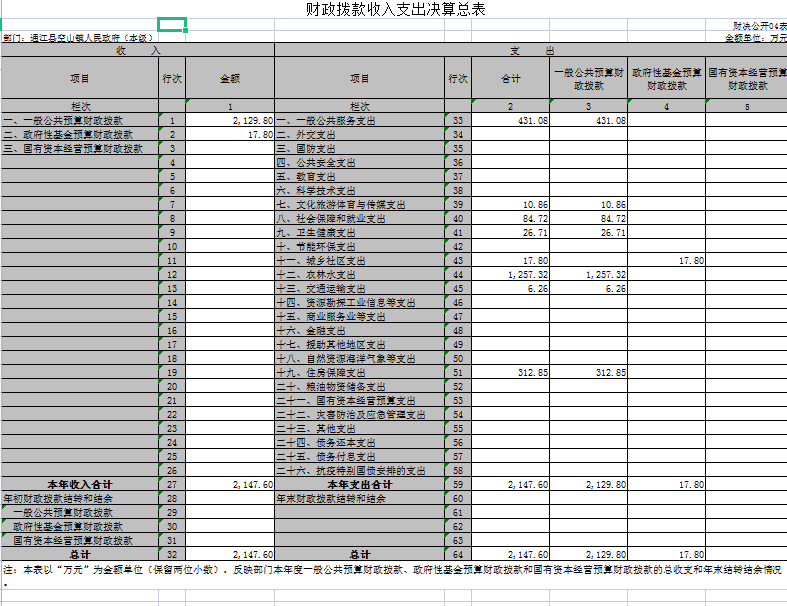 财政拨款收入支出决算总表
财决公开04表
部门：通江县空山镇人民政府（本级） 金额单位：万元
收 入 支 出
项目 行次 金额 项目 行次 合计 一般公共预算财政拨款 政府性基金预算财政拨款 国有资本经营预算财政拨款
栏次 1 栏次 2 3 4 5
一、一般公共预算财政拨款 1 2,129.80 一、一般公共服务支出 33 431.08 431.08
二、政府性基金预算财政拨款 2 17.80 二、外交支出 34
三、国有资本经营预算财政拨款 3 三、国防支出 35
4 四、公共安全支出 36
5 五、教育支出 37
6 六、科学技术支出 38
7 七、文化旅游体育与传媒支出 39 10.86 10.86
8 八、社会保障和就业支出 40 84.72 84.72
9 九、卫生健康支出 41 26.71 26.71
10 十、节能环保支出 42
11 十一、城乡社区支出 43 17.80 17.80
12 十二、农林水支出 44 1,257.32 1,257.32
13 十三、交通运输支出 45 6.26 6.26
14 十四、资源勘探工业信息等支出 46
15 十五、商业服务业等支出 47
16 十六、金融支出 48
17 十七、援助其他地区支出 49
18 十八、自然资源海洋气象等支出 50
19 十九、住房保障支出 51 312.85 312.85
20 二十、粮油物资储备支出 52
21 二十一、国有资本经营预算支出 53
22 二十二、灾害防治及应急管理支出 54
23 二十三、其他支出 55
24 二十四、债务还本支出 56
25 二十五、债务付息支出 57
26 二十六、抗疫特别国债安排的支出 58
本年收入合计 27 2,147.60 本年支出合计 59 2,147.60 2,129.80 17.80
年初财政拨款结转和结余 28 年末财政拨款结转和结余 60
一般公共预算财政拨款 29 61
政府性基金预算财政拨款 30 62
国有资本经营预算财政拨款 31 63
总计 32 2,147.60 总计 64 2,147.60 2,129.80 17.80
注：本表以“万元”为金额单位（保留两位小数），反映部门本年度一般公共预算财政拨款、政府性基金预算财政拨款和国有资本经营预算财政拨款的总收支和年末结转结余情况
。